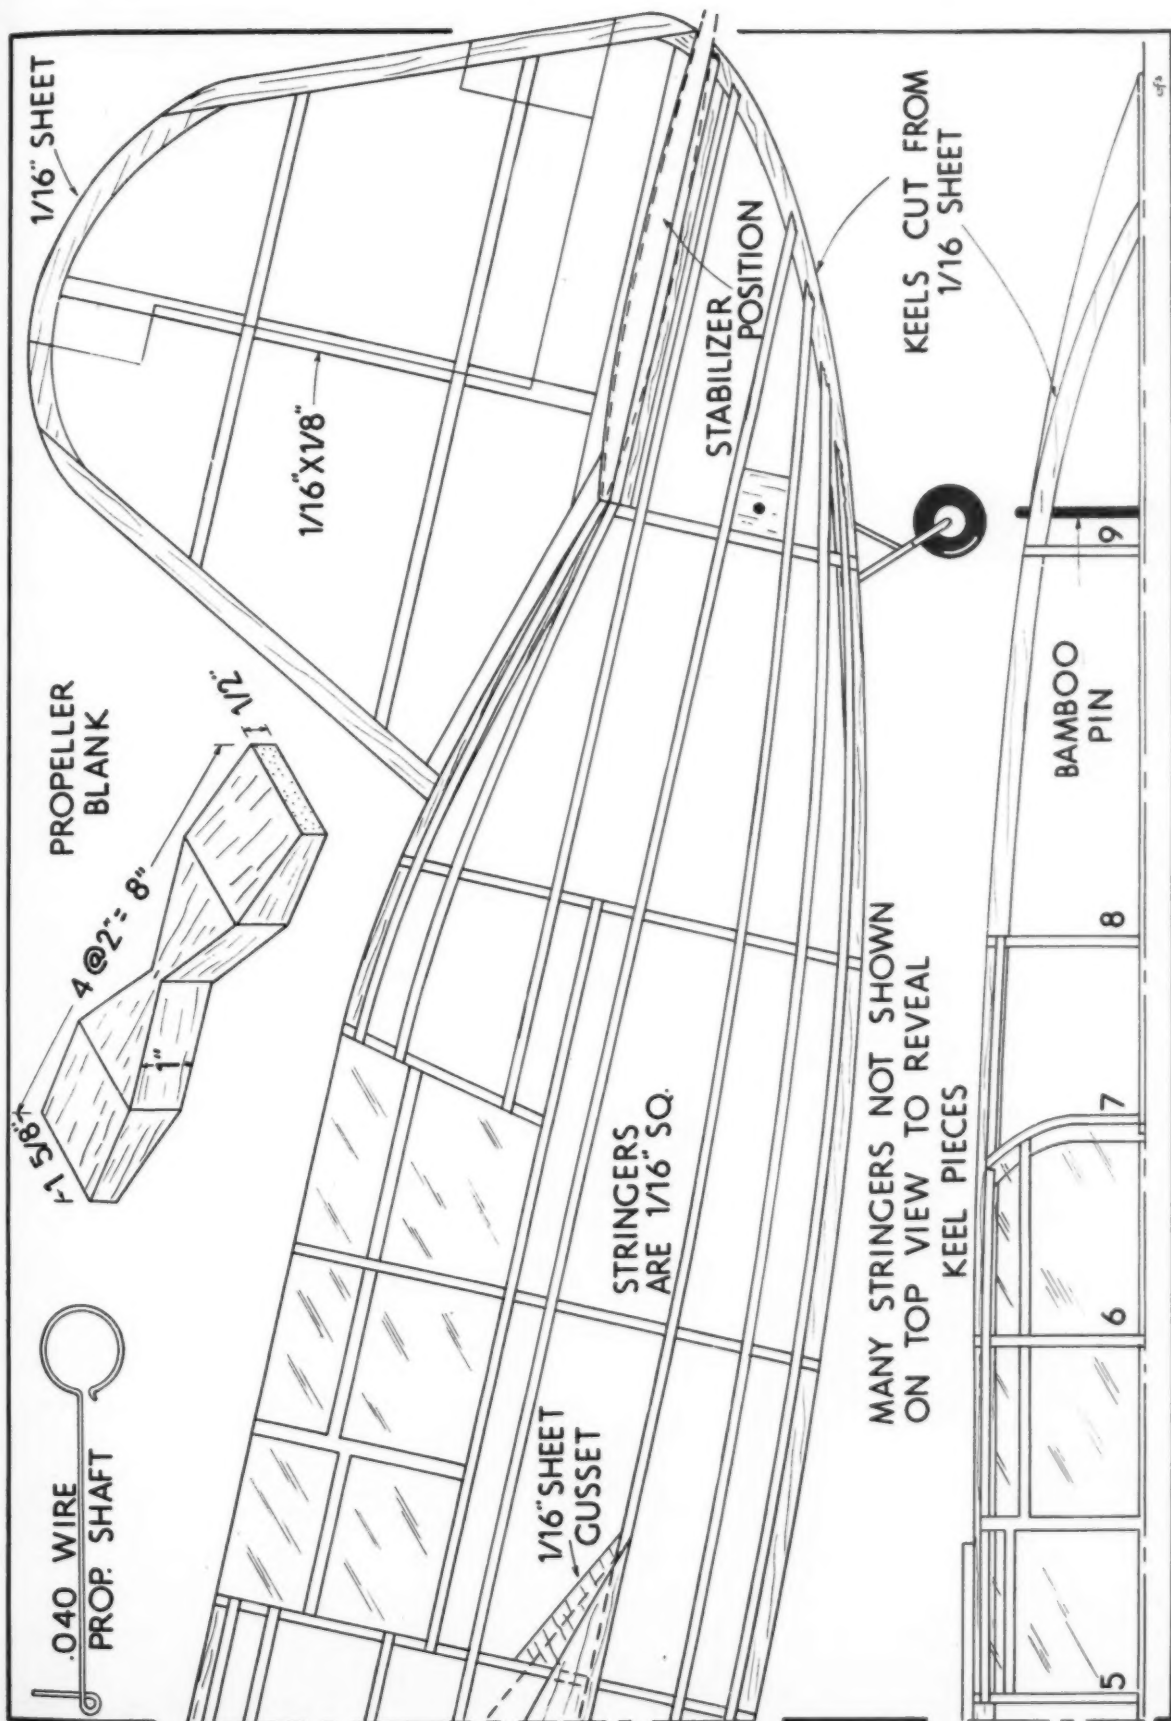 .040 WIRE
PROP. SHAFT
1 5/8"
4 @ 2" = 8"
1/2"
1"
PROPELLER
BLANK
1/16" SHEET
1/16" X 1/8"
STABILIZER
POSITION
STRINGERS
ARE 1/16" SQ.
1/16" SHEET
GUSSET
KEELS CUT FROM
1/16 SHEET
MANY STRINGERS NOT SHOWN
ON TOP VIEW TO REVEAL
KEEL PIECES
BAMBOO
PIN
5
6
7
8
9